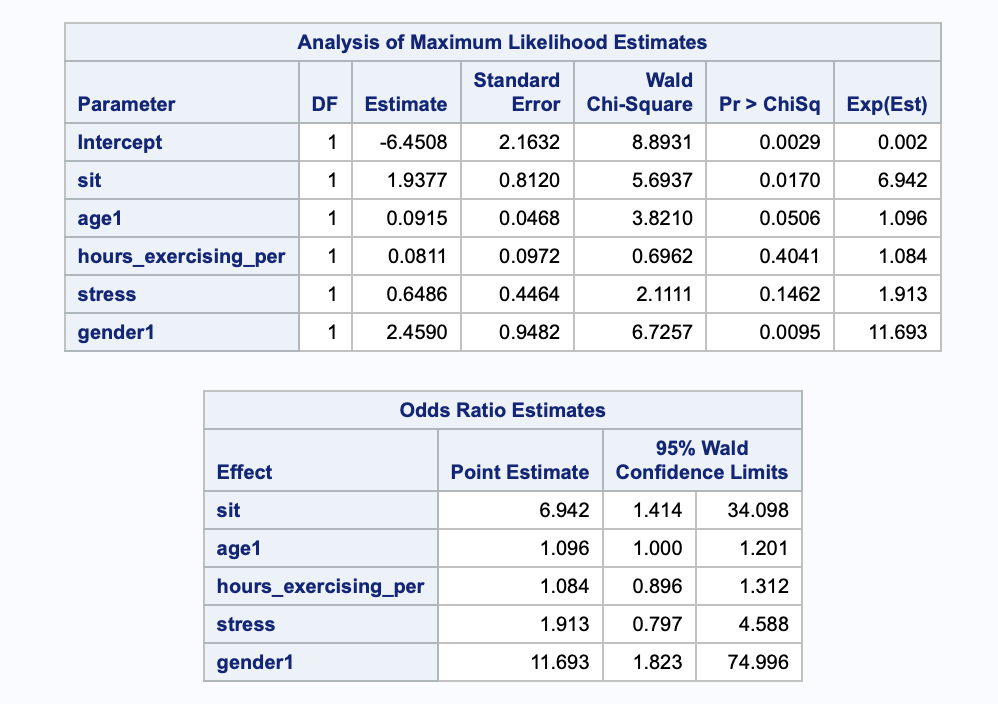 Analysis of Maximum Likelihood Estimates
Parameter DF Estimate Standard Error Wald Chi-Square Pr > ChiSq Exp(Est)
Intercept 1 -6.4508 2.1632 8.8931 0.0029 0.002
sit 1 1.9377 0.8120 5.6937 0.0170 6.942
age1 1 0.0915 0.0468 3.8210 0.0506 1.096
hours_exercising_per 1 0.0811 0.0972 0.6962 0.4041 1.084
stress 1 0.6486 0.4464 2.1111 0.1462 1.913
gender1 1 2.4590 0.9482 6.7257 0.0095 11.693
Odds Ratio Estimates
Effect Point Estimate 95% Wald Confidence Limits
sit 6.942 1.414 34.098
age1 1.096 1.000 1.201
hours_exercising_per 1.084 0.896 1.312
stress 1.913 0.797 4.588
gender1 11.693 1.823 74.996